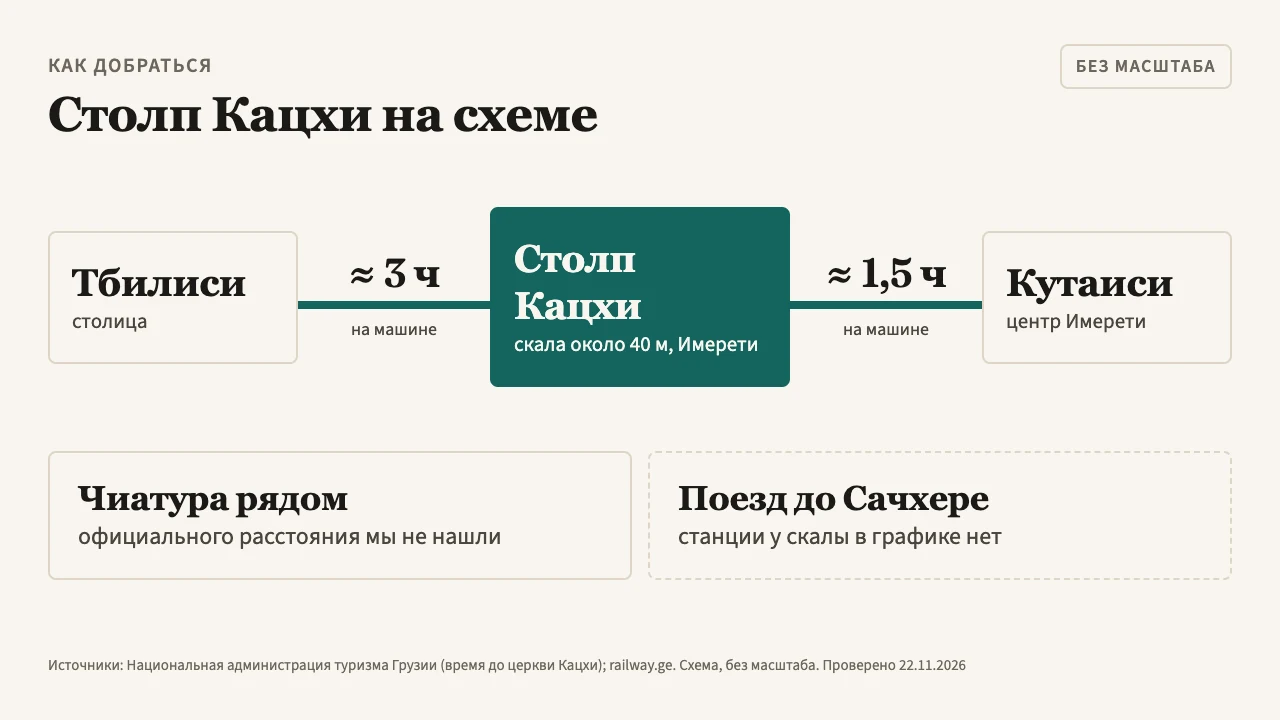 КАК ДОБРАТЬСЯ
БЕЗ МАСШТАБА
Столп Кацхи на схеме
Тбилиси
столица
≈ 3 ч
на машине
Столп
Кацхи
скала около 40 м, Имерети
≈ 1,5 ч
на машине
Кутаиси
центр Имерети
Чиатура рядом
официального расстояния мы не нашли
Поезд до Сачхере
станции у скалы в графике нет
Источники: Национальная администрация туризма Грузии (время до церкви Кацхи); railway.ge. Схема, без масштаба. Проверено 22.11.2026